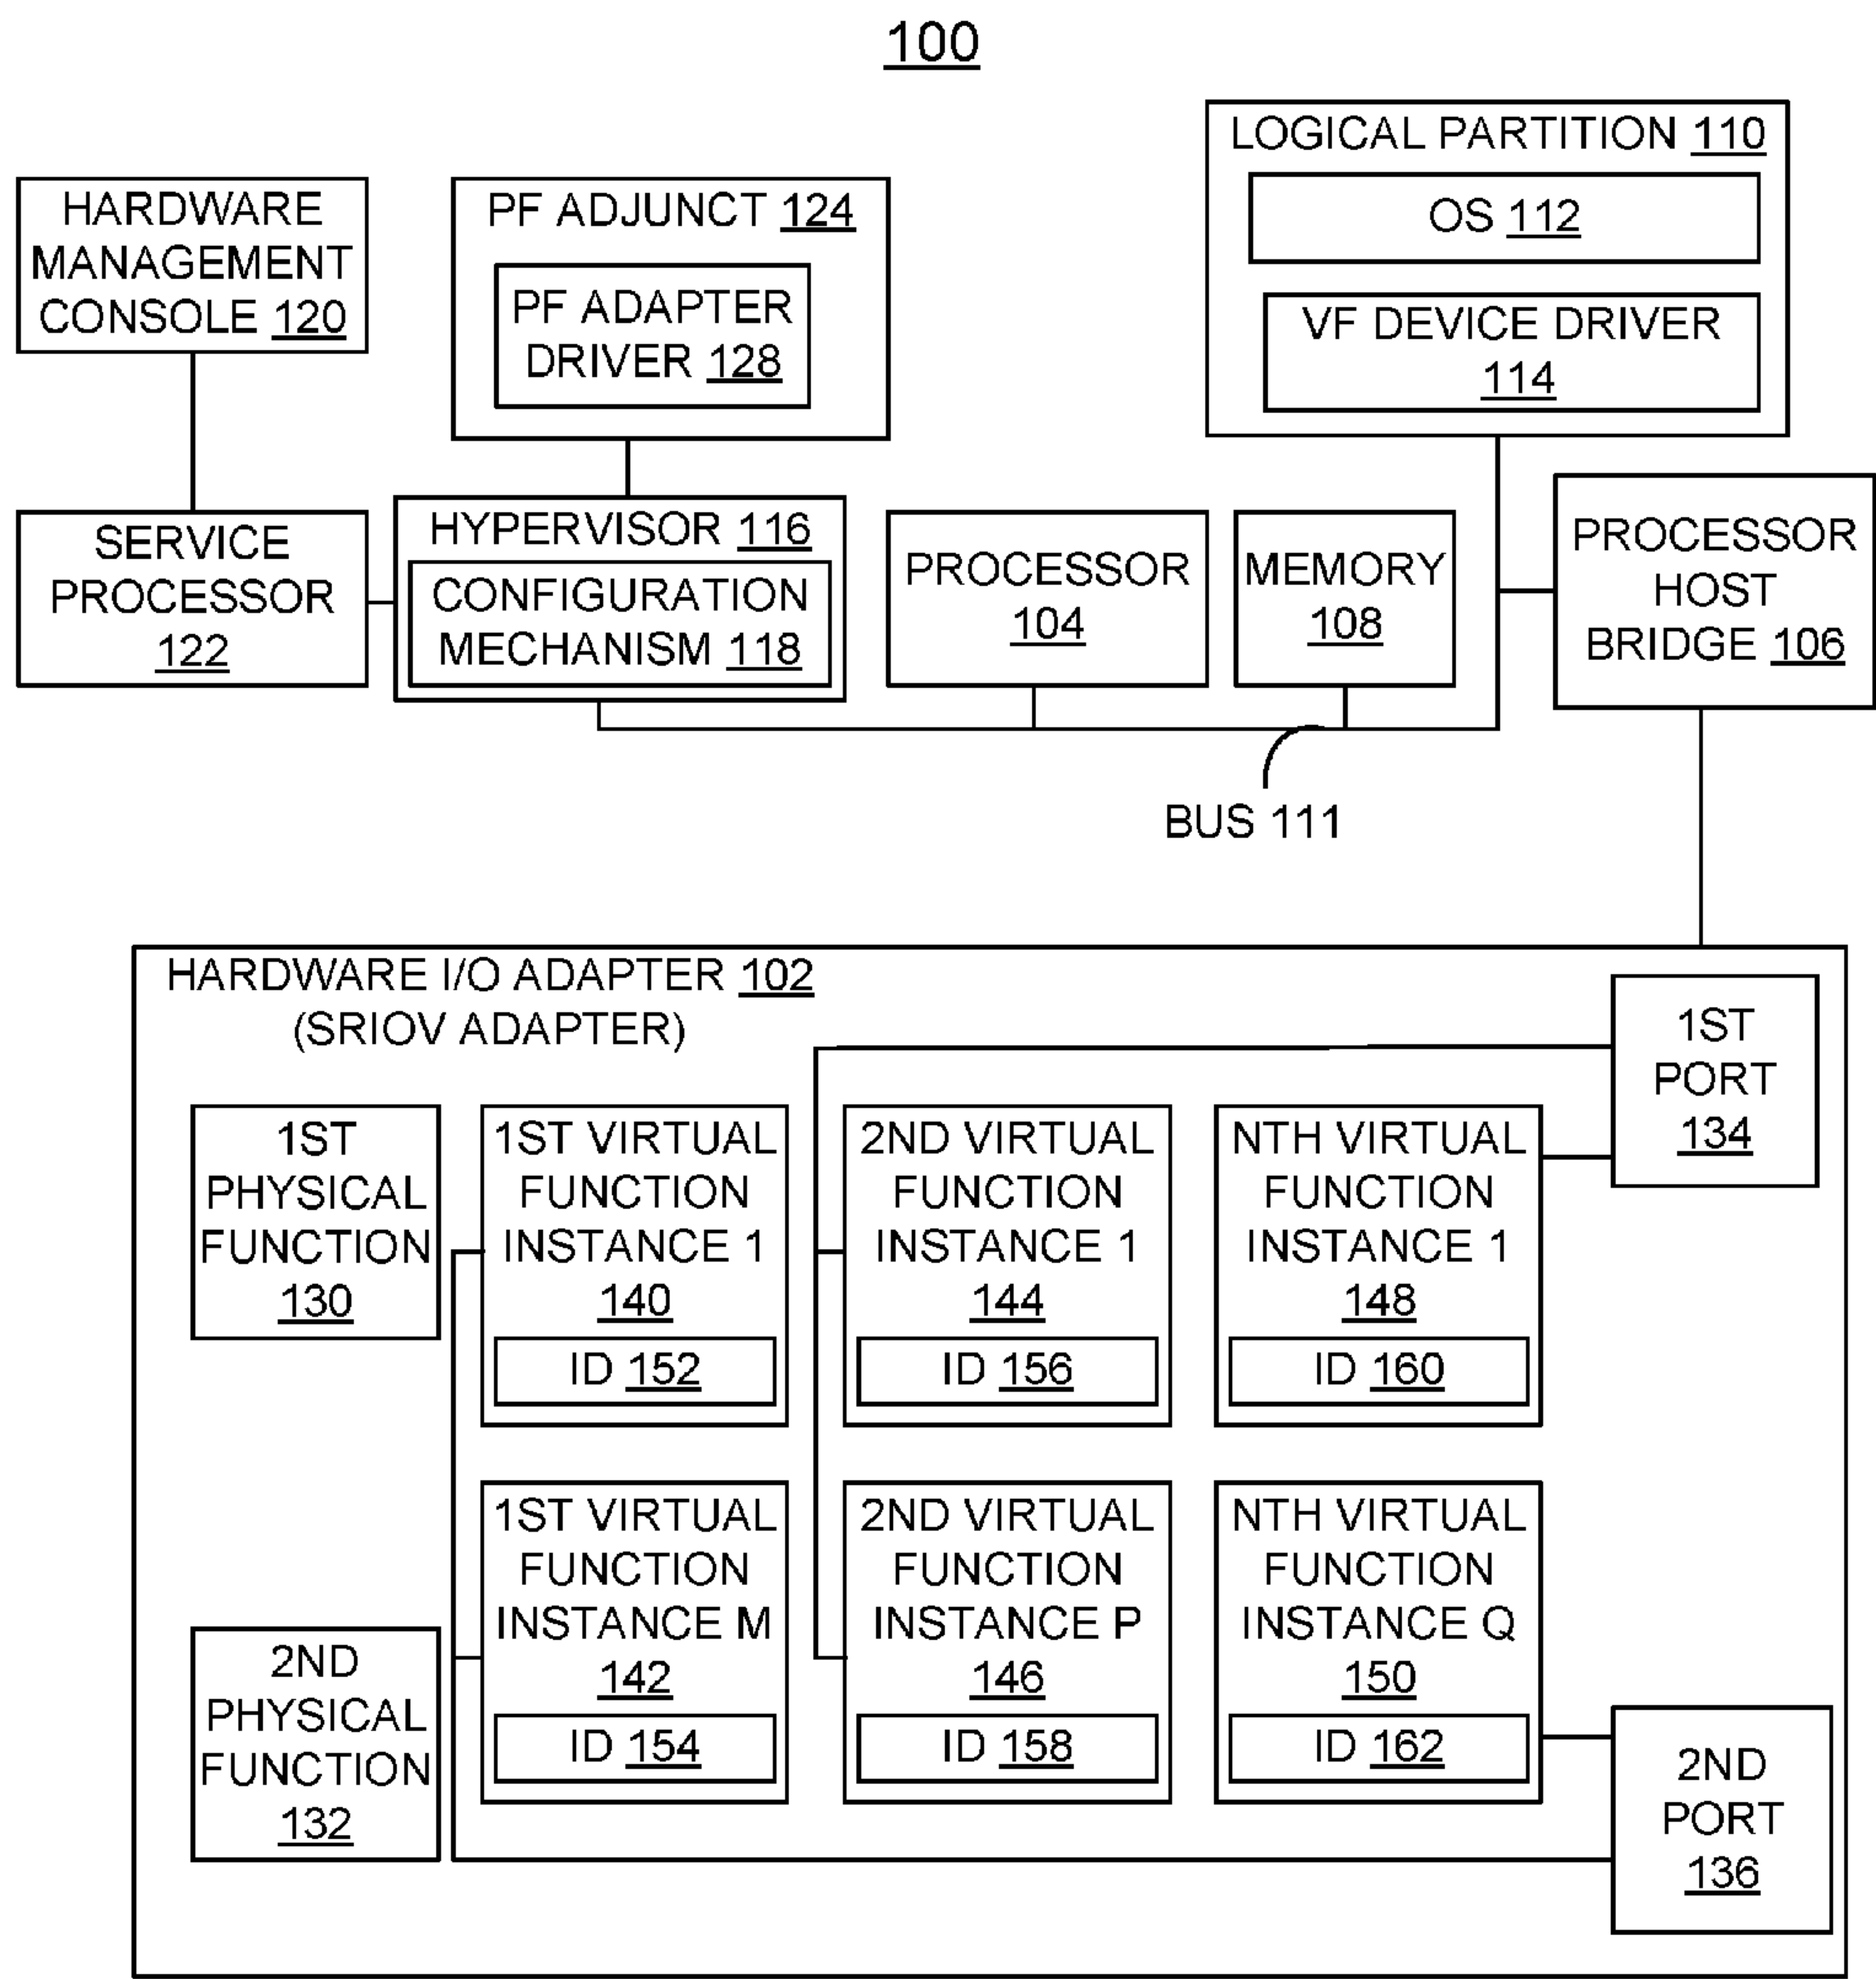 100
LOGICAL PARTITION 110
OS 112
VF DEVICE DRIVER
114
HARDWARE
MANAGEMENT
CONSOLE 120
PF ADJUNCT 124
PF ADAPTER
DRIVER 128
SERVICE
PROCESSOR
122
HYPERVISOR 116
CONFIGURATION
MECHANISM 118
PROCESSOR
104
MEMORY
108
PROCESSOR
HOST
BRIDGE 106
BUS 111
HARDWARE I/O ADAPTER 102
(SRIOV ADAPTER)
1ST
PORT
134
1ST
PHYSICAL
FUNCTION
130
1ST VIRTUAL
FUNCTION
INSTANCE 1
140
ID 152
2ND VIRTUAL
FUNCTION
INSTANCE 1
144
ID 156
NTH VIRTUAL
FUNCTION
INSTANCE 1
148
ID 160
2ND
PHYSICAL
FUNCTION
132
1ST VIRTUAL
FUNCTION
INSTANCE M
142
ID 154
2ND VIRTUAL
FUNCTION
INSTANCE P
146
ID 158
NTH VIRTUAL
FUNCTION
INSTANCE Q
150
ID 162
2ND
PORT
136